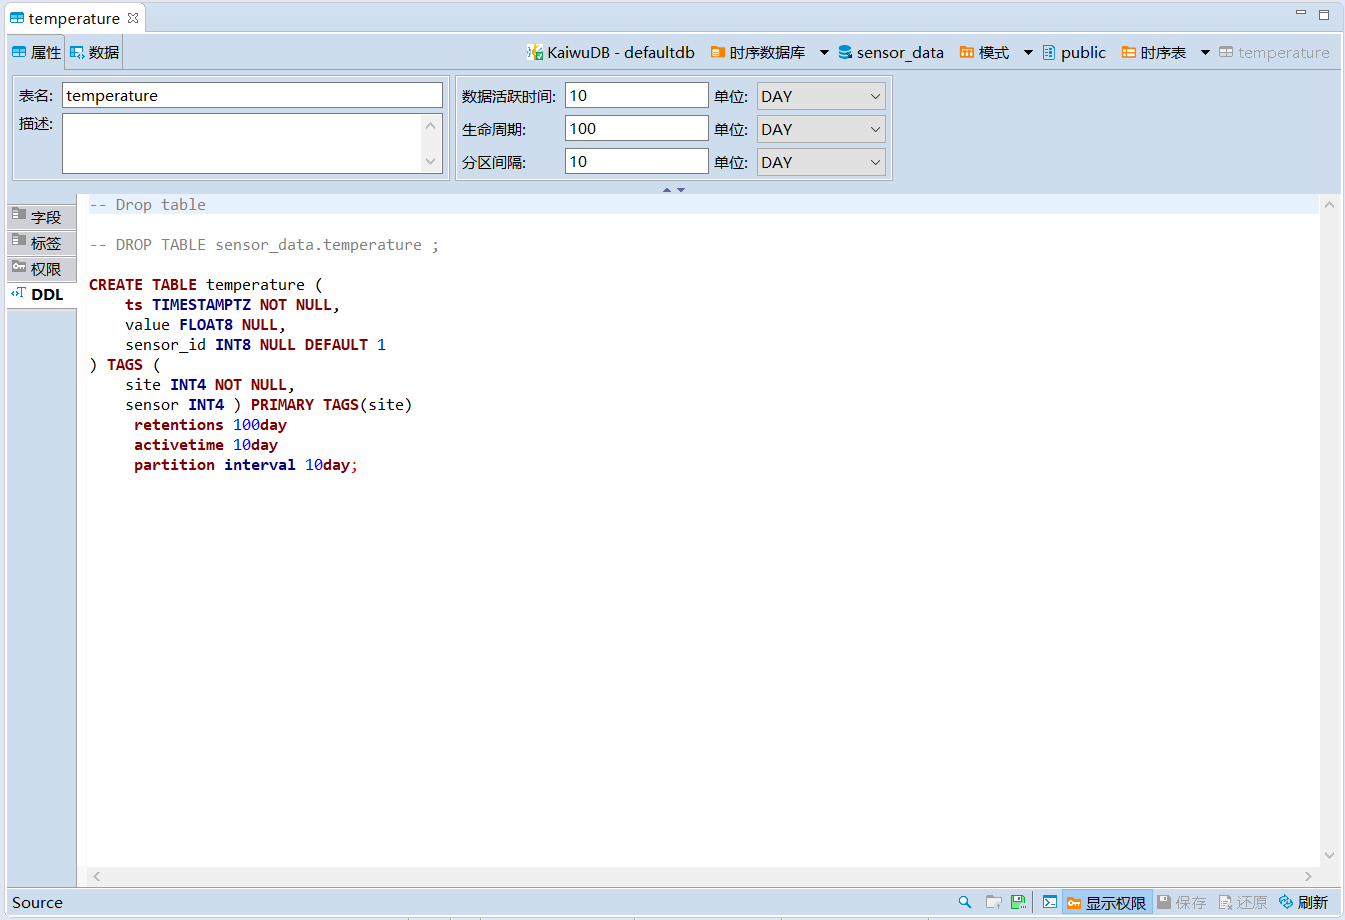 temperature
属性 数据 KaiwuDB - defaultdb 时序数据库 sensor_data 模式 public 时序表 temperature
表名: temperature
描述:
数据活跃时间: 10 单位: DAY
生命周期: 100 单位: DAY
分区间隔: 10 单位: DAY
字段
标签
权限
DDL
-- Drop table
-- DROP TABLE sensor_data.temperature ;
CREATE TABLE temperature (
ts TIMESTAMPTZ NOT NULL,
value FLOAT8 NULL,
sensor_id INT8 NULL DEFAULT 1
) TAGS (
site INT4 NOT NULL,
sensor INT4 ) PRIMARY TAGS(site)
retentions 100day
activetime 10day
partition interval 10day;
Source 显示权限 保存 还原 刷新